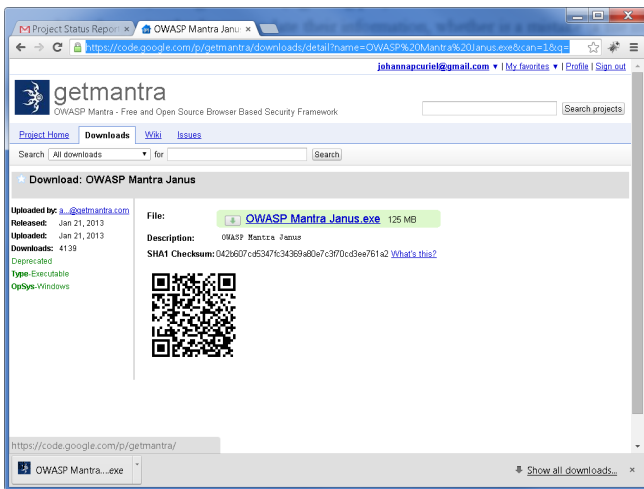 Project Status Report
OWASP Mantra Janu
https://code.google.com/p/getmantra/downloads/detail?name=OWASP%20Mantra%20Janus.exe&can=1&q=
johannapcuriel@gmail.com ▼ | My favorites ▼ | Profile | Sign out
getmantra
OWASP Mantra - Free and Open Source Browser Based Security Framework
Search projects
Project Home Downloads Wiki Issues
Search All downloads for Search
Download: OWASP Mantra Janus
Uploaded by: a...@getmantra.com
Released: Jan 21, 2013
Uploaded: Jan 21, 2013
Downloads: 4139
Deprecated
Type-Executable
OpSys-Windows
File: OWASP Mantra Janus.exe 125 MB
Description: OWASP Mantra Janus
SHA1 Checksum: 042b607cd5347fc34369a80e7c3f70cd3ee761a2 What's this?
https://code.google.com/p/getmantra/
OWASP Mantra....exe
Show all downloads...